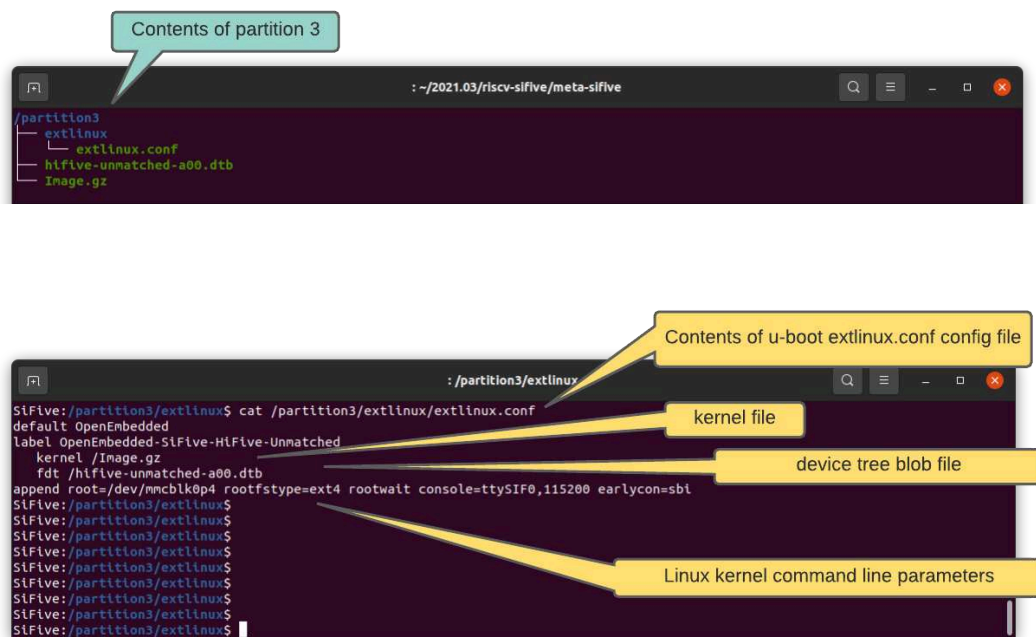 Contents of partition 3
: ~/2021.03/riscv-sifive/meta-sifive
/partition3
extlinux
extlinux.conf
hifive-unmatched-a00.dtb
Image.gz
Contents of u-boot extlinux.conf config file
: /partition3/extlinux
SiFive:/partition3/extlinux$ cat /partition3/extlinux/extlinux.conf
kernel file
default OpenEmbedded
label OpenEmbedded-SiFive-HiFive-Unmatched
kernel /Image.gz
device tree blob file
fdt /hifive-unmatched-a00.dtb
append root=/dev/mmcblk0p4 rootfstype=ext4 rootwait console=ttySIF0,115200 earlycon=sbi
SiFive:/partition3/extlinux$
SiFive:/partition3/extlinux$
SiFive:/partition3/extlinux$
SiFive:/partition3/extlinux$
SiFive:/partition3/extlinux$
Linux kernel command line parameters
SiFive:/partition3/extlinux$
SiFive:/partition3/extlinux$
SiFive:/partition3/extlinux$
SiFive:/partition3/extlinux$